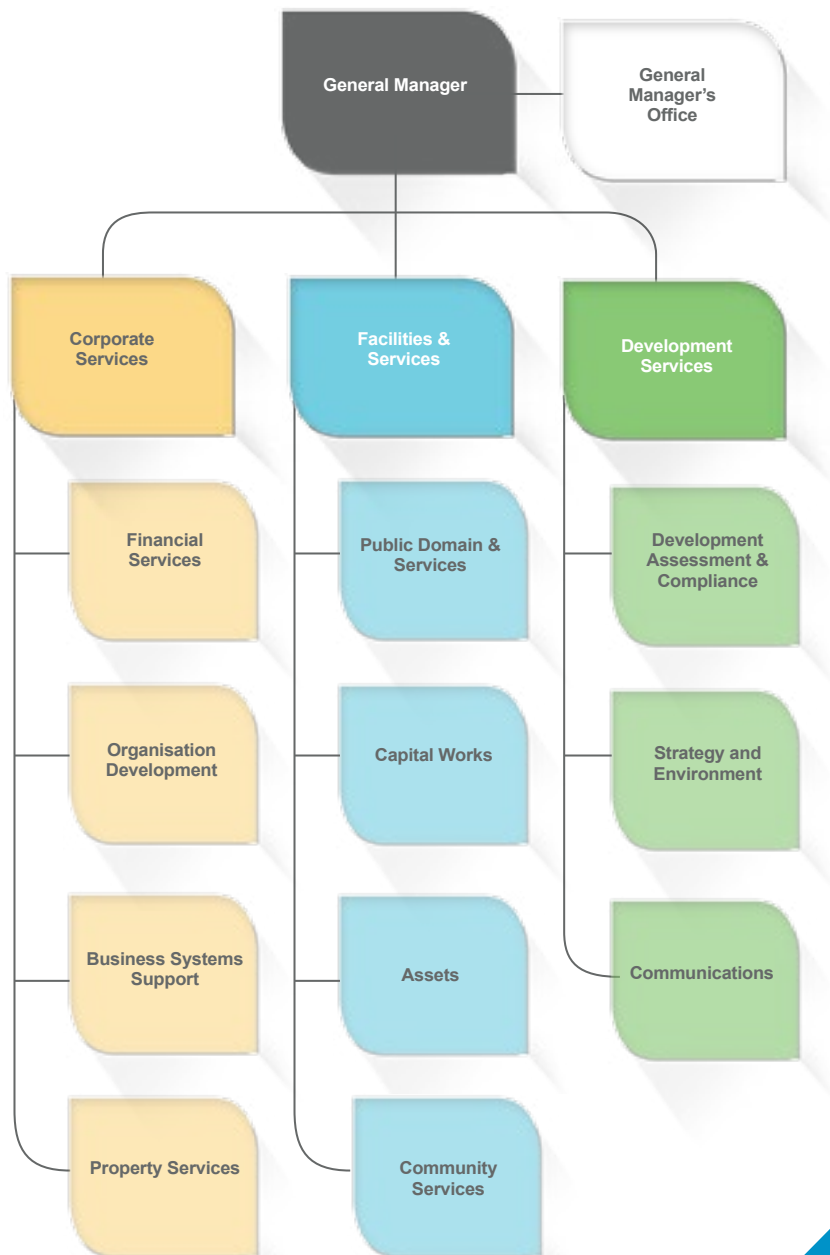 General Manager
General
Manager’s
Office
Corporate
Services
Facilities &
Services
Development
Services
Financial
Services
Public Domain &
Services
Development
Assessment &
Compliance
Organisation
Development
Capital Works
Strategy and
Environment
Business Systems
Support
Assets
Communications
Property Services
Community
Services